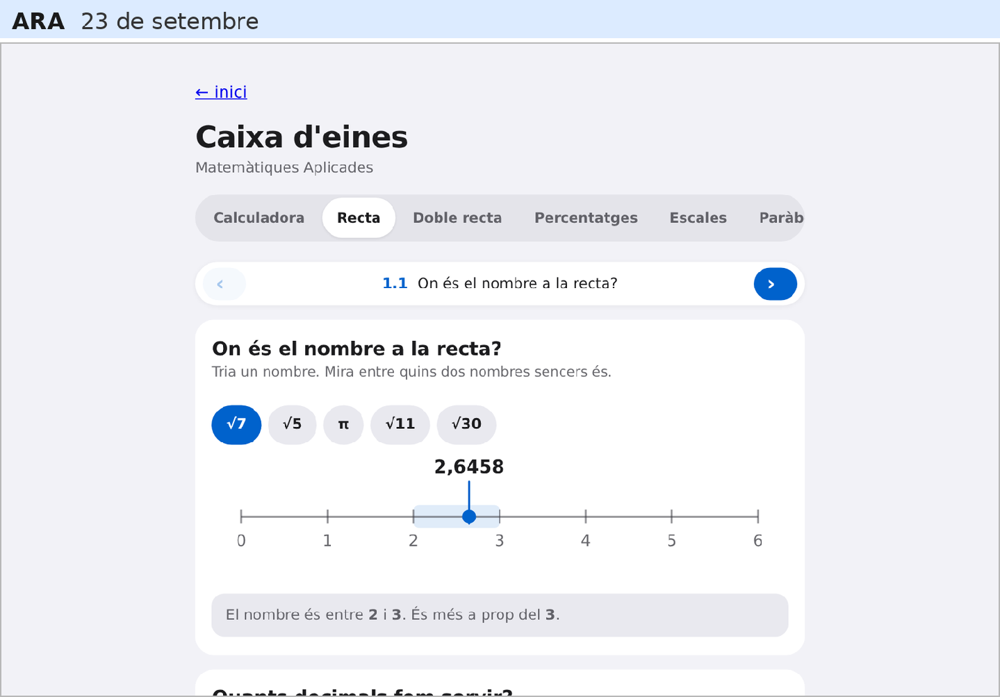 ARA 23 de setembre
← inici
Caixa d'eines
Matemàtiques Aplicades
Calculadora Recta Doble recta Percentatges Escales Paràb
‹ 1.1 On és el nombre a la recta? ›
On és el nombre a la recta?
Tria un nombre. Mira entre quins dos nombres sencers és.
√7 √5 π √11 √30
2,6458
0 1 2 3 4 5 6
El nombre és entre 2 i 3. És més a prop del 3.
Quants decimals fem servir?